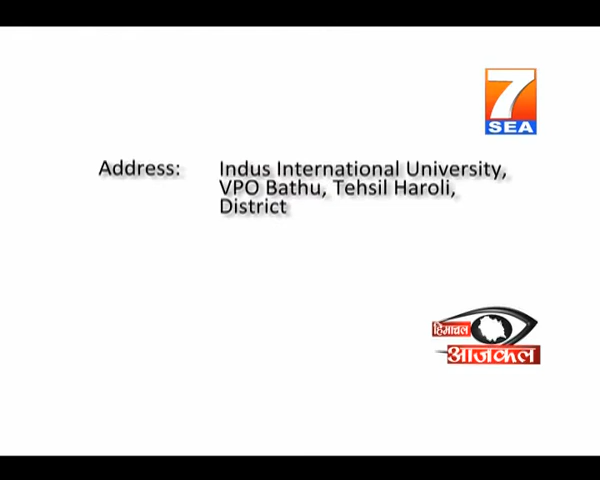 7
SEA
Address: Indus International University,
VPO Bathu, Tehsil Haroli,
District
हिमाचल
आजकल